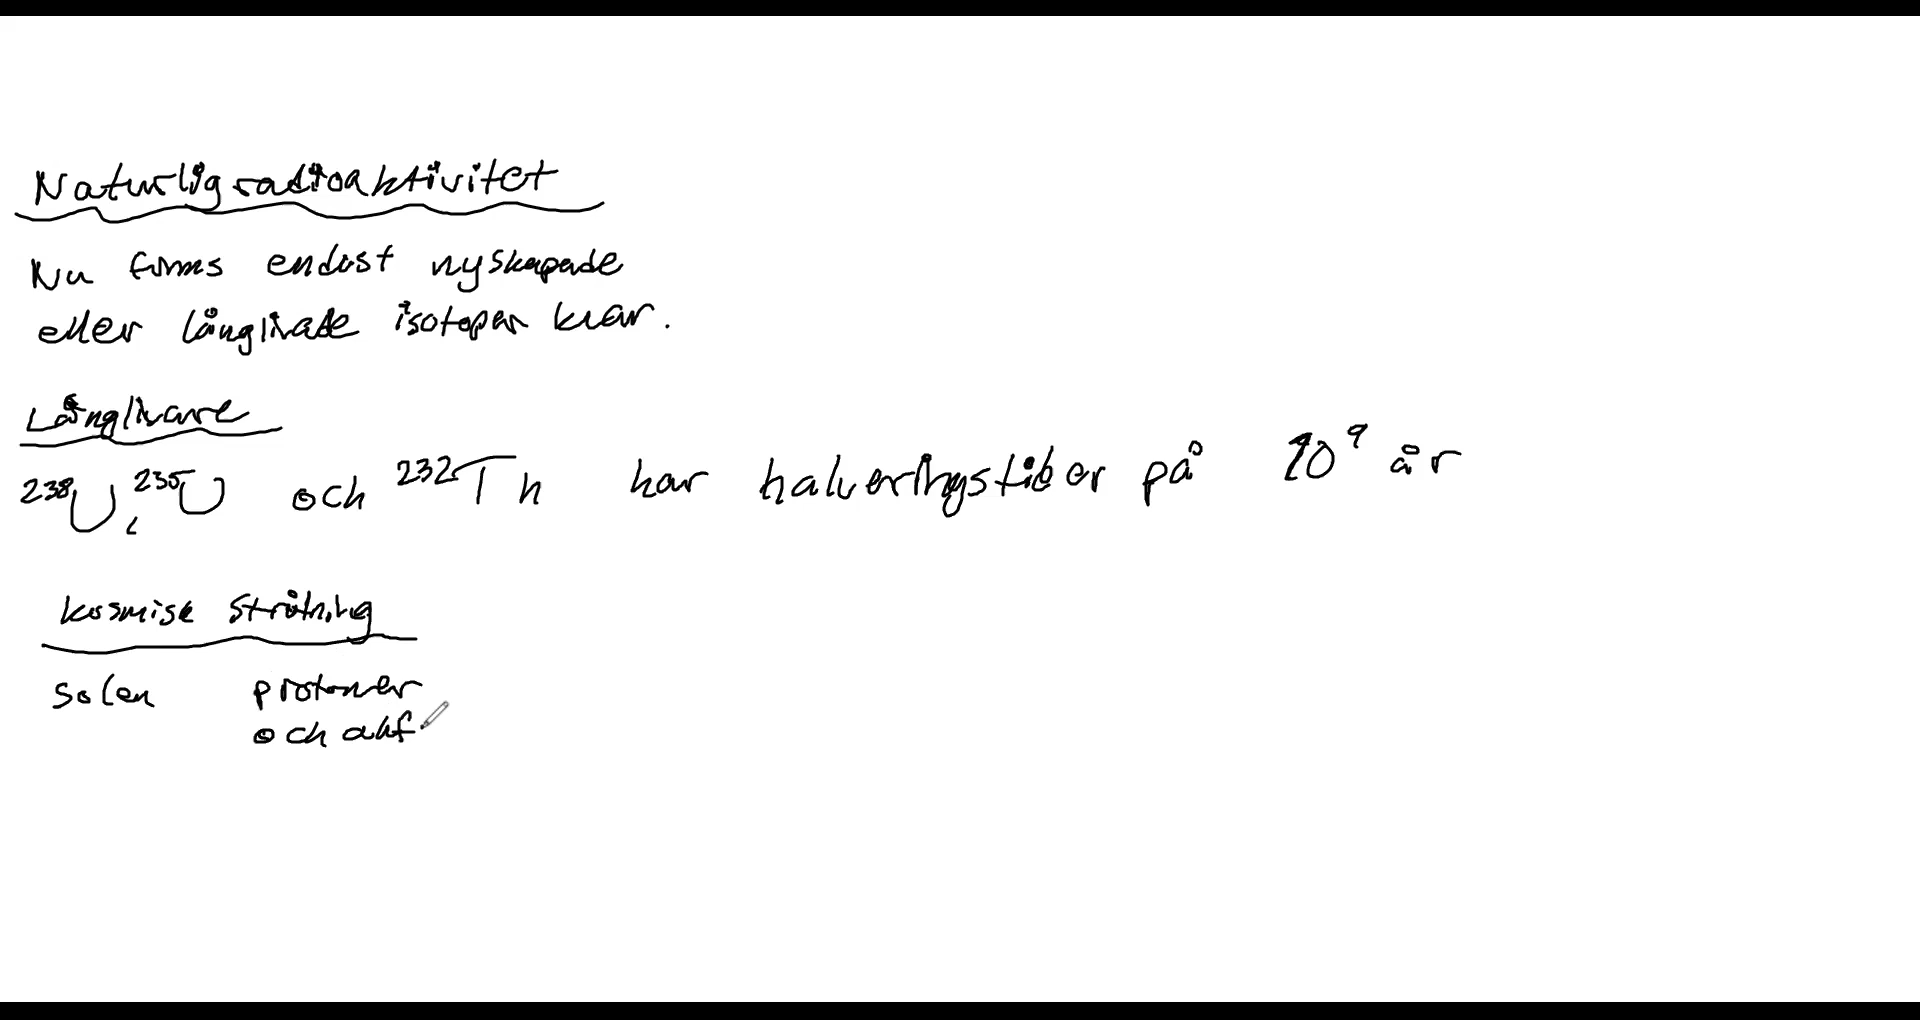 Naturlig radioaktivitet
Nu finns endast nyskapade
eller långlivade isotoper kvar.
Långlivare
²³⁸U, ²³⁵U och ²³²Th har halveringstider på 10⁹ år
kosmisk strålning
solen protoner
och alf